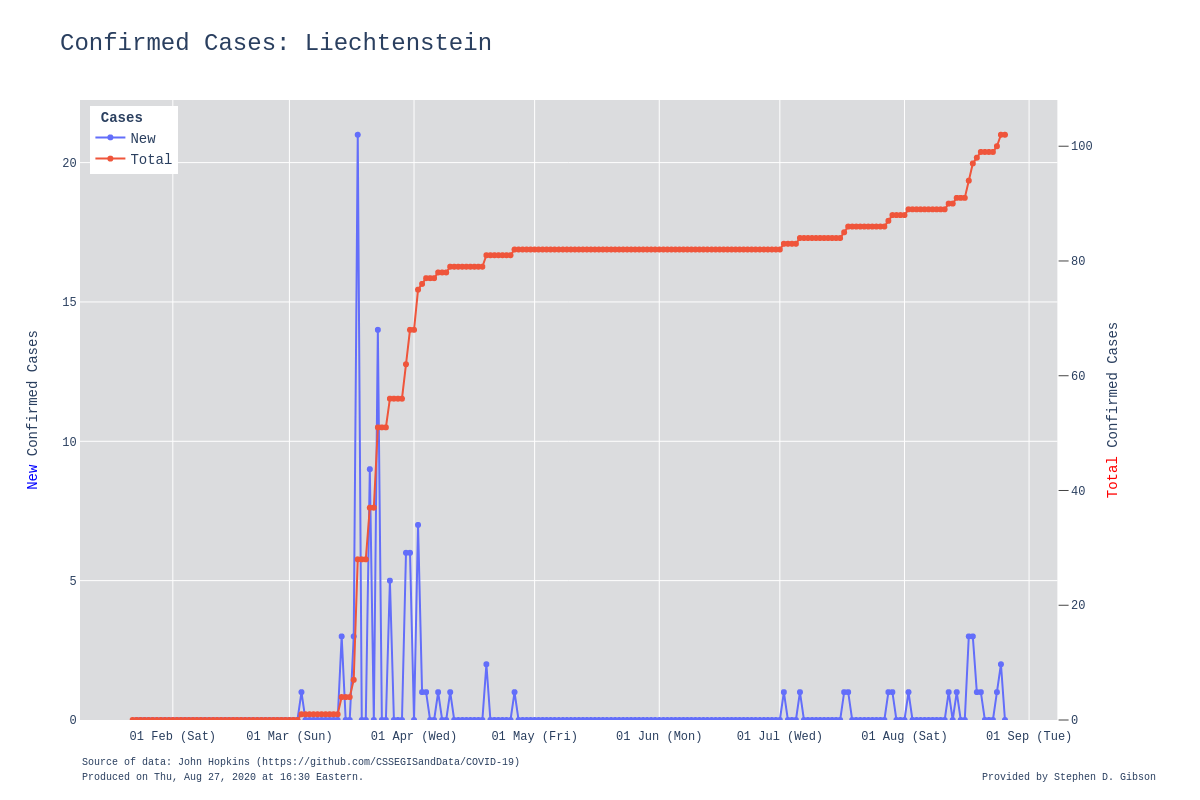 Confirmed Cases: Liechtenstein
Cases
New
Total
20
15
10
5
0
100
80
60
40
20
0
New Confirmed Cases
Total Confirmed Cases
01 Feb (Sat)
01 Mar (Sun)
01 Apr (Wed)
01 May (Fri)
01 Jun (Mon)
01 Jul (Wed)
01 Aug (Sat)
01 Sep (Tue)
Source of data: John Hopkins (https://github.com/CSSEGISandData/COVID-19)
Produced on Thu, Aug 27, 2020 at 16:30 Eastern.
Provided by Stephen D. Gibson